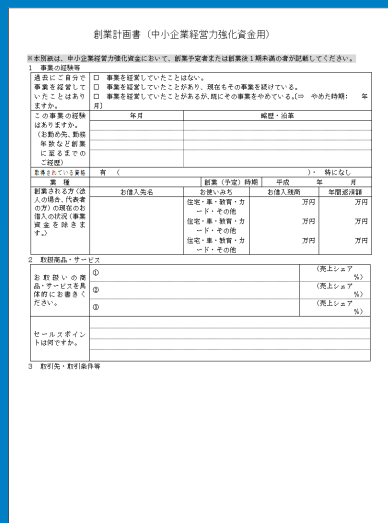 創業計画書（中小企業経営力強化資金用）
※本別紙は、中小企業経営力強化資金において、創業予定者または創業後１期未満の者が記載してください。
１ 事業の経験等
過去にご自分で
事業を経営して
いたことはあり
ますか。
□ 事業を経営していたことはない。
□ 事業を経営していたことがあり、現在もその事業を続けている。
□ 事業を経営していたことがあるが、既にその事業をやめている。（⇒ やめた時期： 年
月）
この事業の経験
はありますか。
（お勤め先、勤務
年数など創業
に至るまでの
ご経歴）
年月 略歴・沿革
取得されている資格 有 （ ）・ 特になし
業 種 創業（予定）時期 平成 年 月
創業される方（法
人の場合、代表者
の方）の現在のお
借入の状況（事業
資金を除きま
す。）
お借入先名 お使いみち お借入残高 年間返済額
住宅・車・教育・カ
ード・その他
万円 万円
住宅・車・教育・カ
ード・その他
万円 万円
住宅・車・教育・カ
ード・その他
万円 万円
２ 取扱商品・サービス
お取扱いの商
品・サービスを具
体的にお書きく
ださい。
① （売上シェア
％）
② （売上シェア
％）
③ （売上シェア
％）
セールスポイン
トは何ですか。
３ 取引先・取引条件等